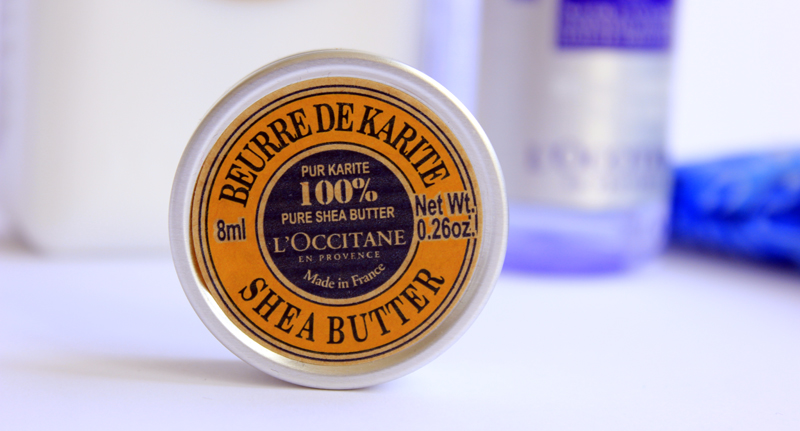 BEURRE DE KARITE
PUR KARITE
100%
PURE SHEA BUTTER
L'OCCITANE
EN PROVENCE
Made in France
8ml
Net Wt.
0.26oz.
SHEA BUTTER
L'OCCITANE